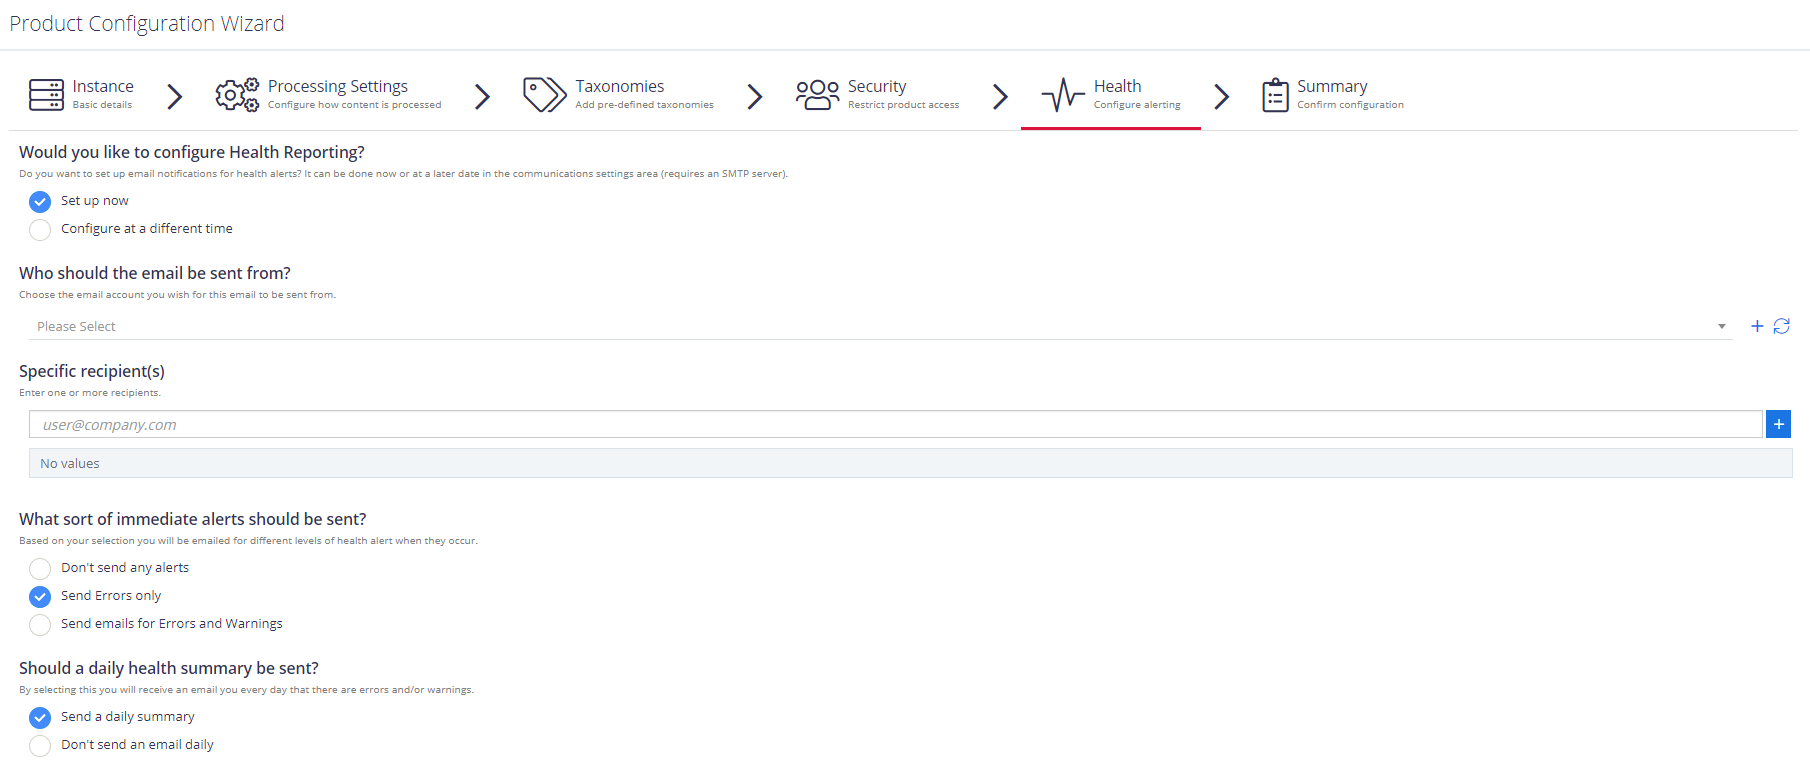 Product Configuration Wizard
Instance
Basic details
Processing Settings
Configure how content is processed
Taxonomies
Add pre-defined taxonomies
Security
Restrict product access
Health
Configure alerting
Summary
Confirm configuration
Would you like to configure Health Reporting?
Do you want to set up email notifications for health alerts? It can be done now or at a later date in the communications settings area (requires an SMTP server).
Set up now
Configure at a different time
Who should the email be sent from?
Choose the email account you wish for this email to be sent from.
Please Select
Specific recipient(s)
Enter one or more recipients.
user@company.com
No values
What sort of immediate alerts should be sent?
Based on your selection you will be emailed for different levels of health alert when they occur.
Don't send any alerts
Send Errors only
Send emails for Errors and Warnings
Should a daily health summary be sent?
By selecting this you will receive an email you every day that there are errors and/or warnings.
Send a daily summary
Don't send an email daily